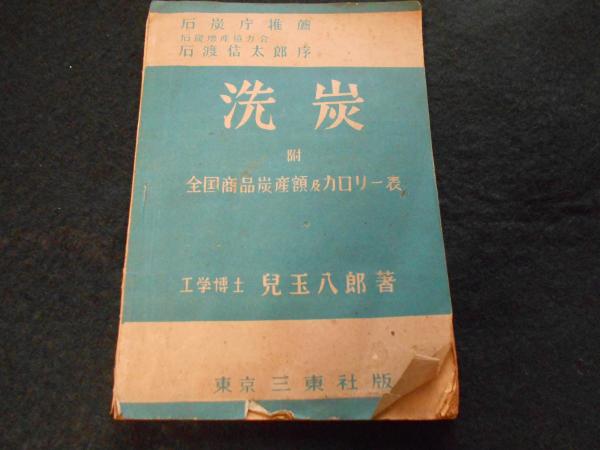 石炭庁推薦
石炭増産協力会
石渡信太郎序
洗炭
附
全国商品炭産額及カロリー表
工学博士 兒玉八郎著
東京三東社版